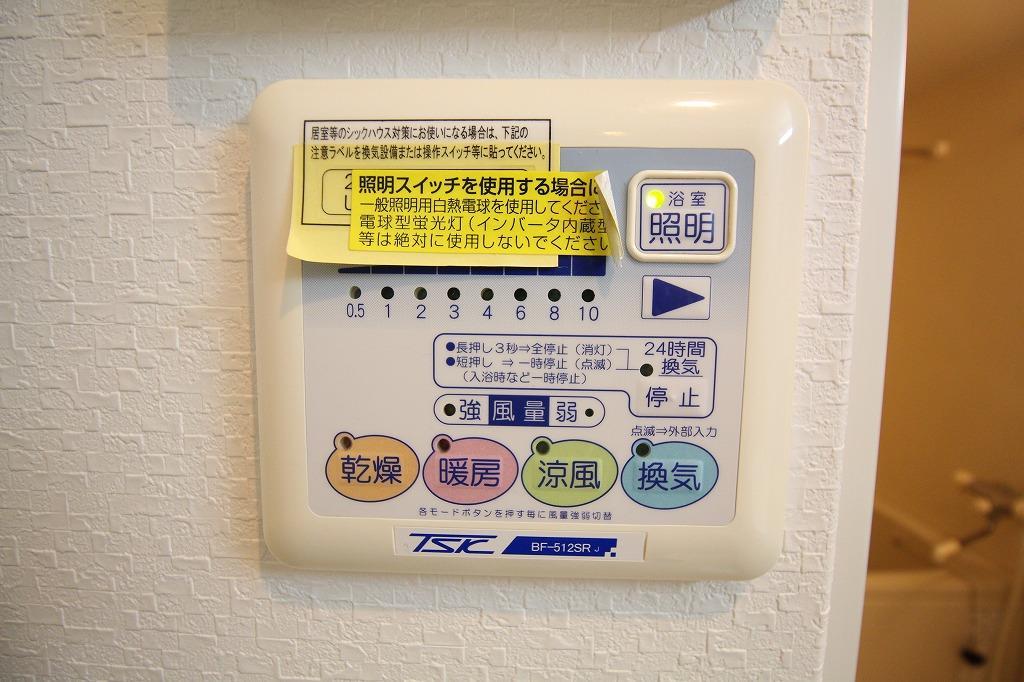 居室等のシックハウス対策にお使いになる場合は、下記の
注意ラベルを換気設備または操作スイッチ等に貼ってください。
照明スイッチを使用する場合
一般照明用白熱電球を使用してくださ
電球型蛍光灯(インバータ内蔵型
等は絶対に使用しないでください
浴室
照明
0.5 1 2 3 4 6 8 10
●長押し3秒⇒全停止(消灯)
●短押し ⇒ 一時停止(点滅)
(入浴時など一時停止)
24時間
換気
停止
強 風量 弱
点滅⇒外部入力
乾燥 暖房 涼風 換気
各モードボタンを押す毎に風量強弱切替
TSK BF-512SR J